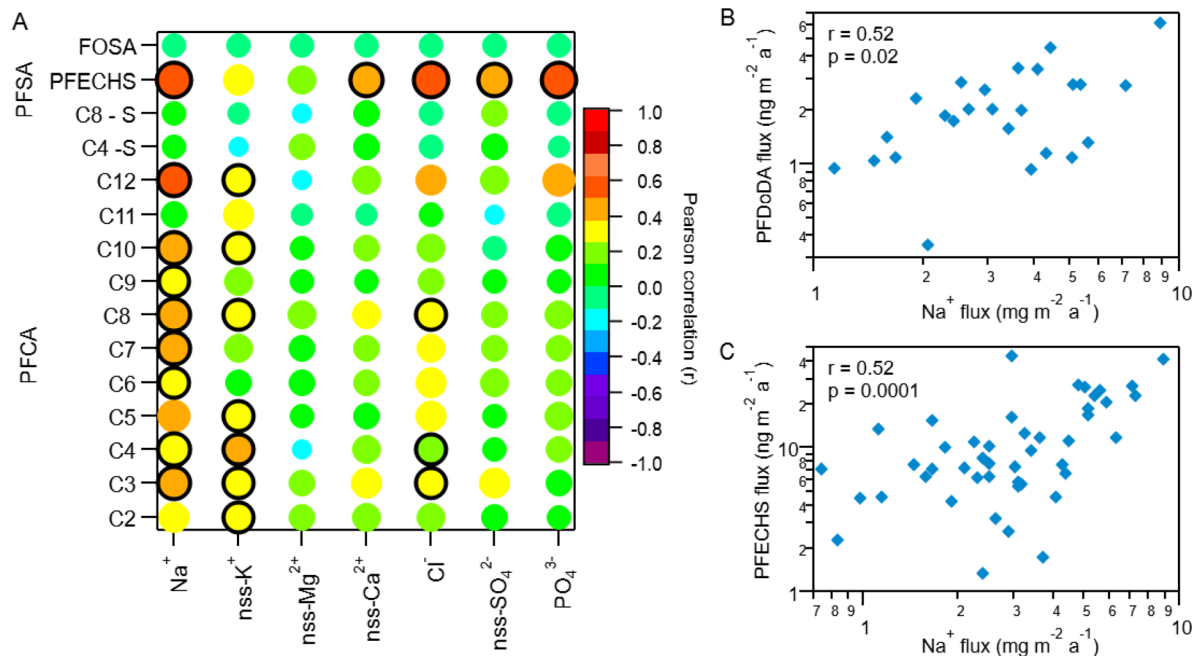 A
PFSA
PFCA
FOSA
PFECHS
C8 - S
C4 -S
C12
C11
C10
C9
C8
C7
C6
C5
C4
C3
C2
Na⁺
nss-K⁺
nss-Mg²⁺
nss-Ca²⁺
Cl⁻
nss-SO₄²⁻
PO₄³⁻
1.0
0.8
0.6
0.4
0.2
0.0
-0.2
-0.4
-0.6
-0.8
-1.0
Pearson correlation (r)
B
r = 0.52
p = 0.02
PFDoDA flux (ng m⁻² a⁻¹)
6
4
2
1
8
6
4
1
2
3
4
5
6
7
8
9
10
Na⁺ flux (mg m⁻² a⁻¹)
C
r = 0.52
p = 0.0001
PFECHS flux (ng m⁻² a⁻¹)
4
2
10
8
6
4
2
1
7
8
9
1
2
3
4
5
6
7
8
9
10
Na⁺ flux (mg m⁻² a⁻¹)